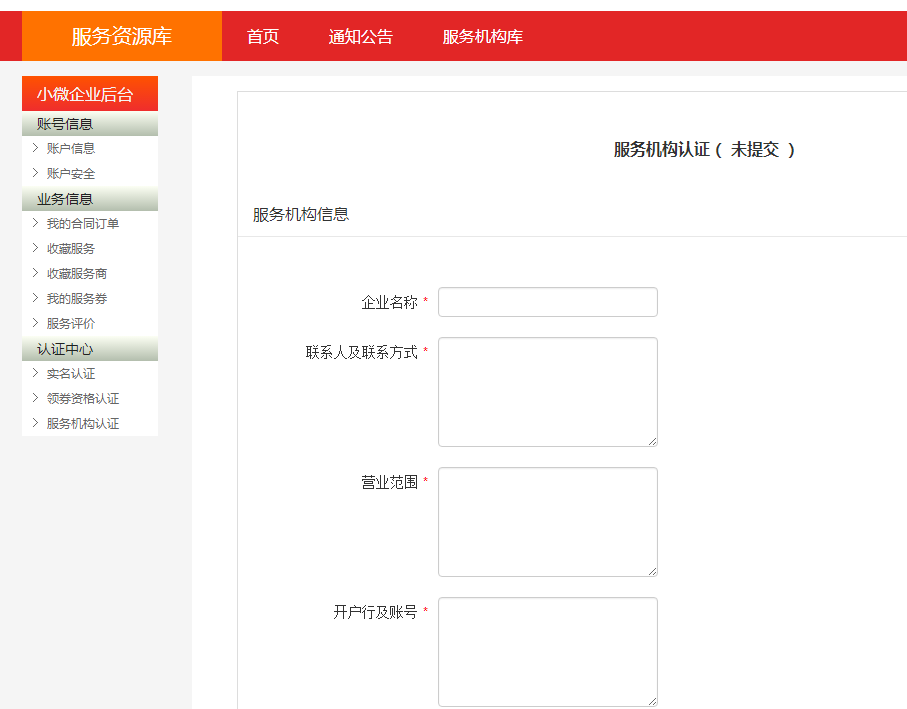 服务资源库 首页 通知公告 服务机构库
小微企业后台
账号信息
账户信息
账户安全
业务信息
我的合同订单
收藏服务
收藏服务商
我的服务券
服务评价
认证中心
实名认证
领券资格认证
服务机构认证
服务机构认证（ 未提交 ）
服务机构信息
企业名称 *
联系人及联系方式 *
营业范围 *
开户行及账号 *